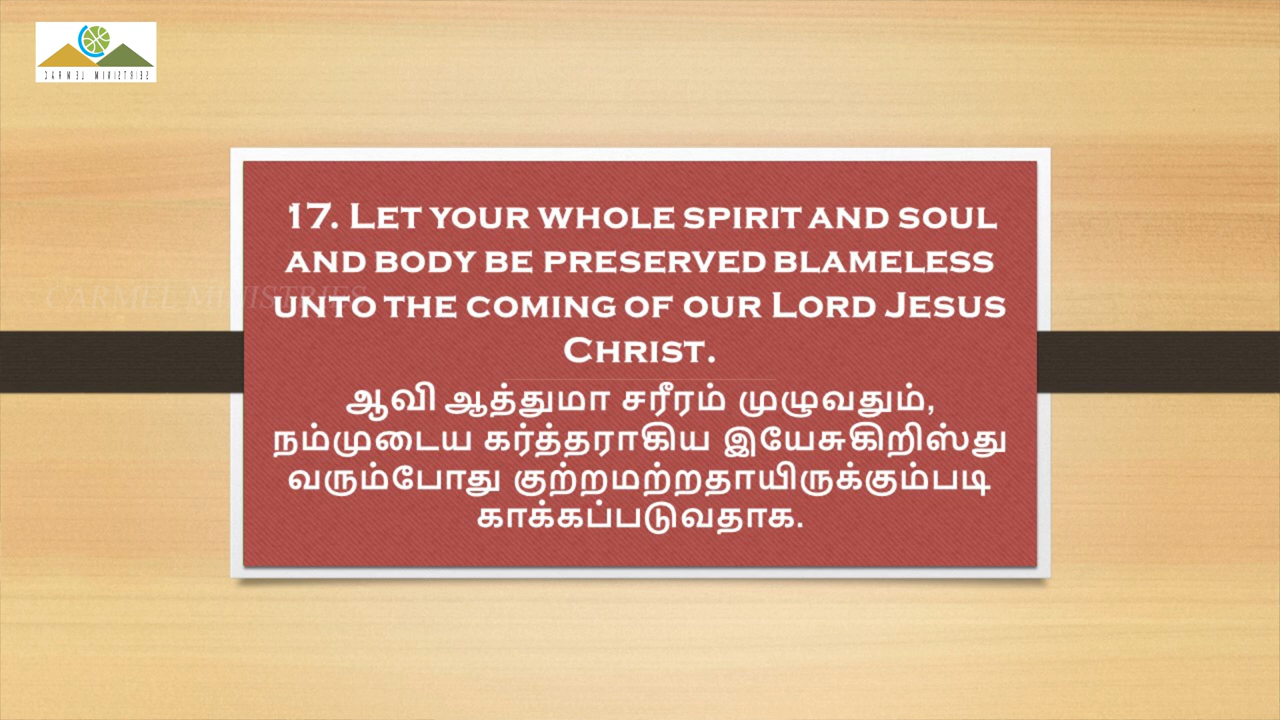 CARMEL MINISTRIES
17. Let your whole spirit and soul
and body be preserved blameless
CARMEL MINISTRIES
unto the coming of our Lord Jesus
Christ.
ஆவி ஆத்துமா சரீரம் முழுவதும்,
நம்முடைய கர்த்தராகிய இயேசுகிறிஸ்து
வரும்போது குற்றமற்றதாயிருக்கும்படி
காக்கப்படுவதாக.